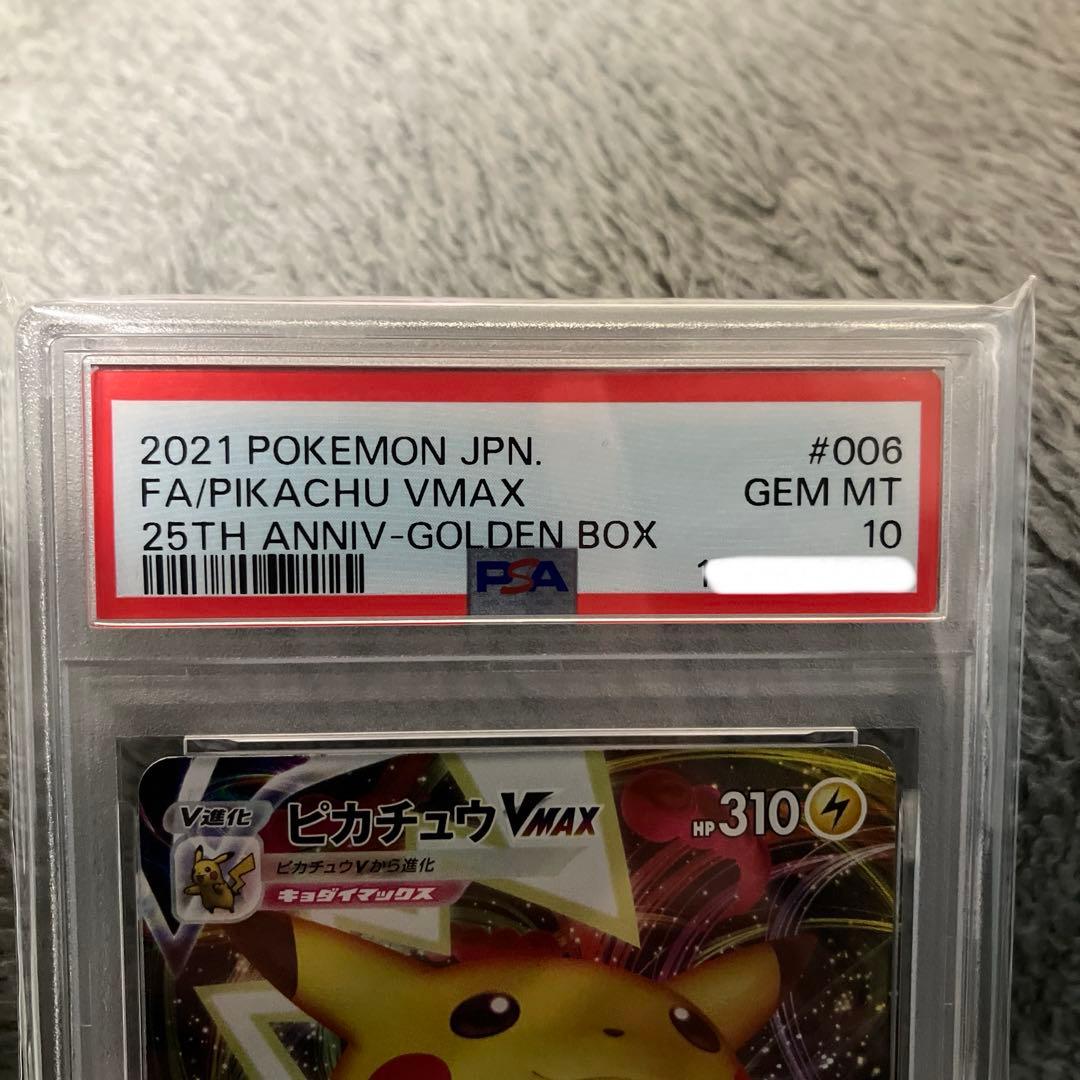 2021 POKEMON JPN. #006
FA/PIKACHU VMAX GEM MT
25TH ANNIV-GOLDEN BOX 10
PSA
V進化 ピカチュウVMAX HP310
ピカチュウVから進化
キョダイマックス